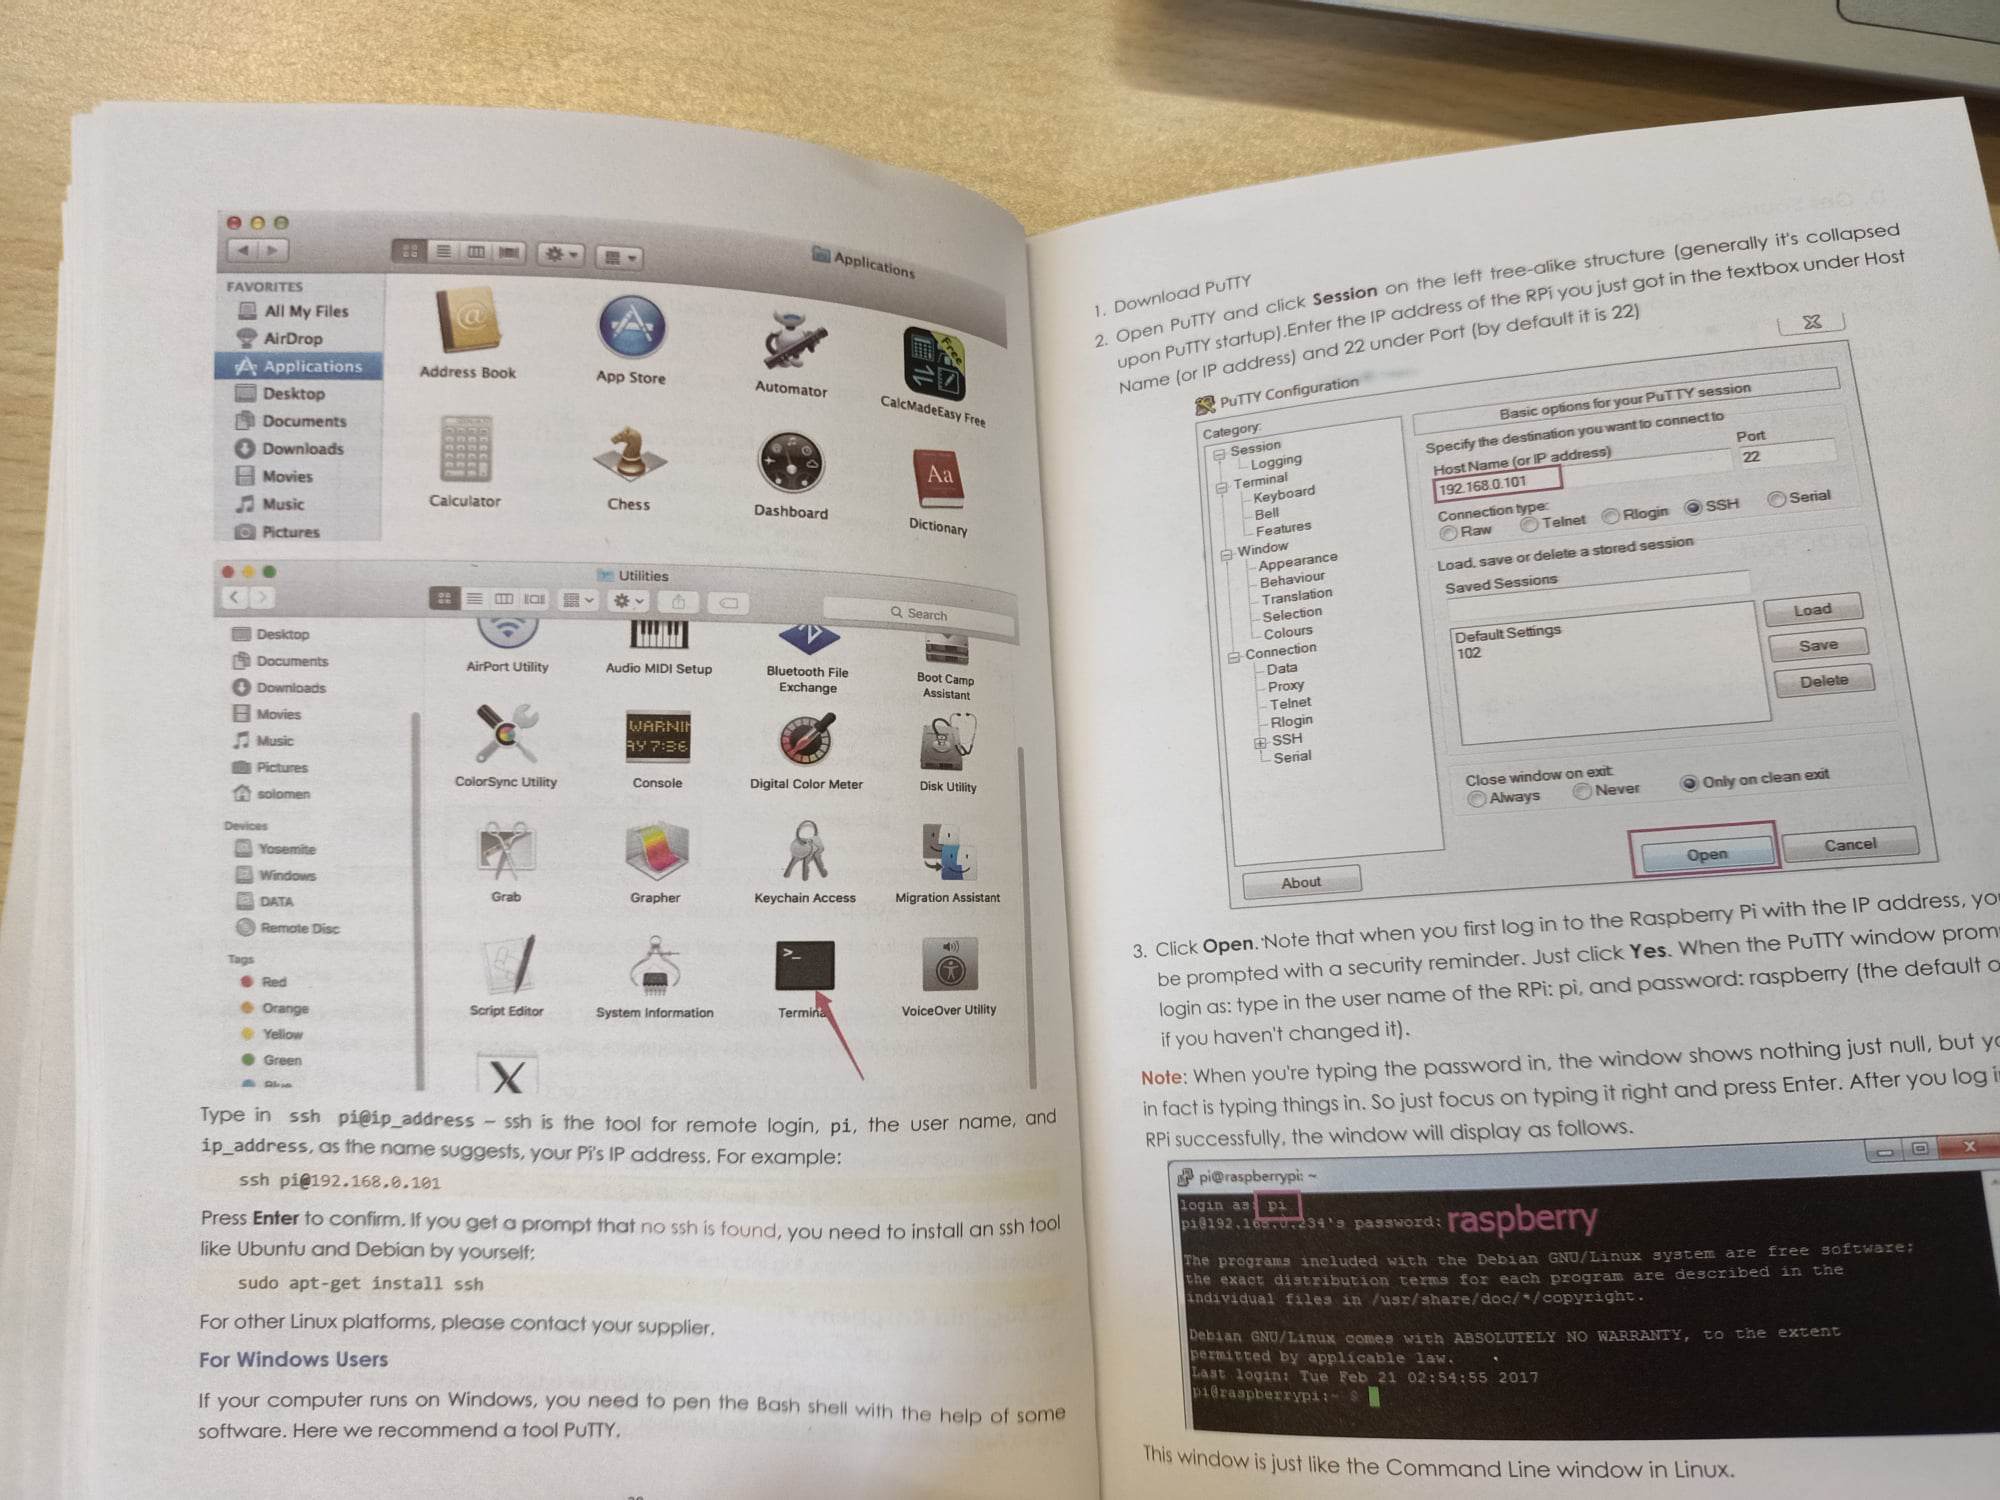 Applications
FAVORITES
All My Files
AirDrop
Applications
Desktop
Documents
Downloads
Movies
Music
Pictures
Address Book
App Store
Automator
CalcMadeEasy Free
Free
Calculator
Chess
Dashboard
Aa
Dictionary
Utilities
Search
Desktop
Documents
Downloads
Movies
Music
Pictures
solomen
Devices
Yosemite
Windows
DATA
Remote Disc
Tags
Red
Orange
Yellow
Green
Blue
AirPort Utility
Audio MIDI Setup
Bluetooth File
Exchange
Boot Camp
Assistant
WARNIN
AY 7:36
ColorSync Utility
Console
Digital Color Meter
Disk Utility
Grab
Grapher
Keychain Access
Migration Assistant
>_
Script Editor
System Information
Termina
VoiceOver Utility
X
Type in ssh pi@ip_address – ssh is the tool for remote login, pi, the user name, and
ip_address, as the name suggests, your Pi's IP address. For example:
ssh pi@192.168.0.101
Press Enter to confirm. If you get a prompt that no ssh is found, you need to install an ssh tool
like Ubuntu and Debian by yourself:
sudo apt-get install ssh
For other Linux platforms, please contact your supplier.
For Windows Users
If your computer runs on Windows, you need to pen the Bash shell with the help of some
software. Here we recommend a tool PuTTY.
1. Download PuTTY
2. Open PuTTY and click Session on the left tree-alike structure (generally it's collapsed
upon PuTTY startup).Enter the IP address of the RPi you just got in the textbox under Host
Name (or IP address) and 22 under Port (by default it is 22)
PuTTY Configuration
Category:
Session
Logging
Terminal
Keyboard
Bell
Features
Window
Appearance
Behaviour
Translation
Selection
Colours
Connection
Data
Proxy
Telnet
Rlogin
SSH
Serial
About
Basic options for your PuTTY session
Specify the destination you want to connect to
Host Name (or IP address) Port
192.168.0.101 22
Connection type:
Raw Telnet Rlogin SSH Serial
Load, save or delete a stored session
Saved Sessions
Default Settings
102
Load
Save
Delete
Close window on exit:
Always Never Only on clean exit
Open Cancel
3. Click Open. Note that when you first log in to the Raspberry Pi with the IP address, yo
be prompted with a security reminder. Just click Yes. When the PuTTY window prom
login as: type in the user name of the RPi: pi, and password: raspberry (the default o
if you haven't changed it).
Note: When you're typing the password in, the window shows nothing just null, but yo
in fact is typing things in. So just focus on typing it right and press Enter. After you log i
RPi successfully, the window will display as follows.
pi@raspberrypi: ~
login as: pi
pi@192.168.0.234's password: raspberry
The programs included with the Debian GNU/Linux system are free software;
the exact distribution terms for each program are described in the
individual files in /usr/share/doc/*/copyright.
Debian GNU/Linux comes with ABSOLUTELY NO WARRANTY, to the extent
permitted by applicable law.
Last login: Tue Feb 21 02:54:55 2017
pi@raspberrypi:~ $
This window is just like the Command Line window in Linux.